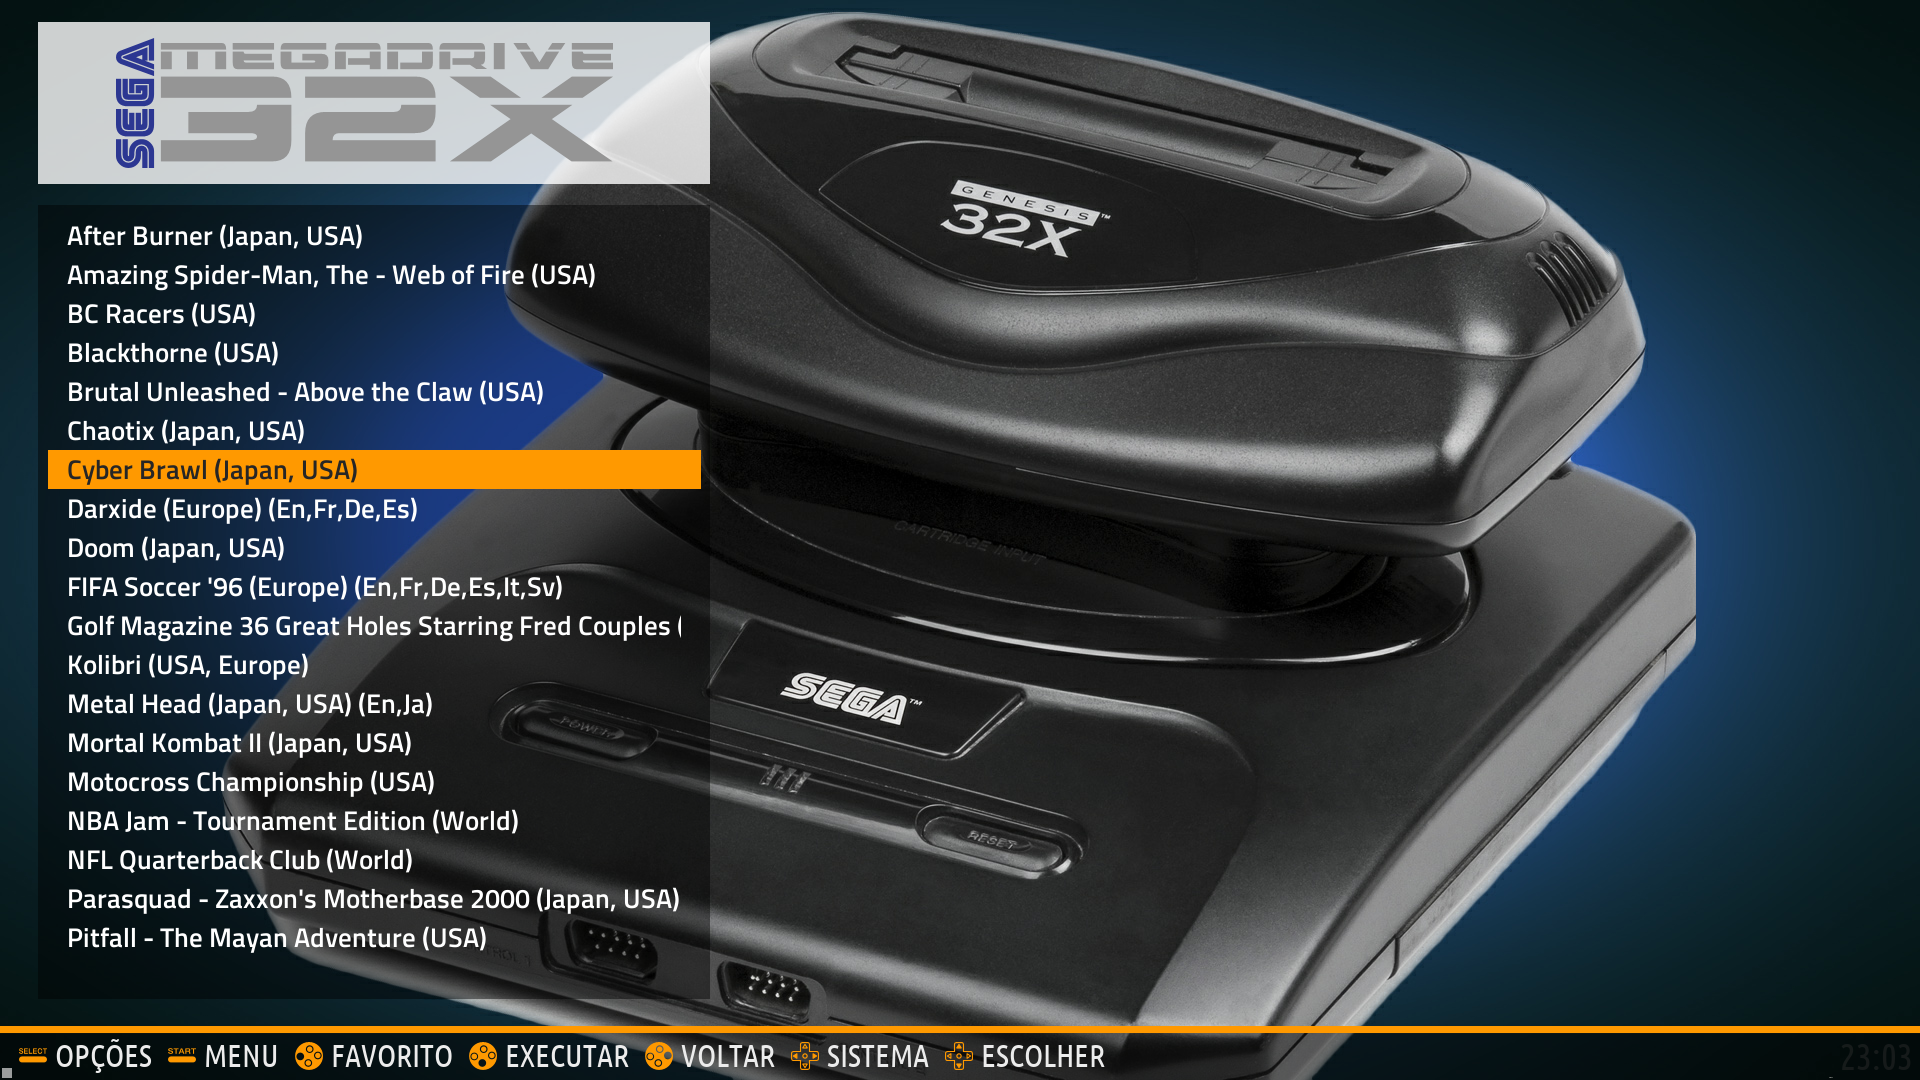 SEGA
MEGADRIVE
32X
GENESIS™
32X
After Burner (Japan, USA)
Amazing Spider-Man, The - Web of Fire (USA)
BC Racers (USA)
Blackthorne (USA)
Brutal Unleashed - Above the Claw (USA)
Chaotix (Japan, USA)
Cyber Brawl (Japan, USA)
Darxide (Europe) (En,Fr,De,Es)
Doom (Japan, USA)
FIFA Soccer '96 (Europe) (En,Fr,De,Es,It,Sv)
Golf Magazine 36 Great Holes Starring Fred Couples (
Kolibri (USA, Europe)
Metal Head (Japan, USA) (En,Ja)
Mortal Kombat II (Japan, USA)
Motocross Championship (USA)
NBA Jam - Tournament Edition (World)
NFL Quarterback Club (World)
Parasquad - Zaxxon's Motherbase 2000 (Japan, USA)
Pitfall - The Mayan Adventure (USA)
CARTRIDGE INPUT
SEGA™
POWER
RESET
SELECT OPÇÕES START MENU FAVORITO EXECUTAR VOLTAR SISTEMA ESCOLHER
23:03